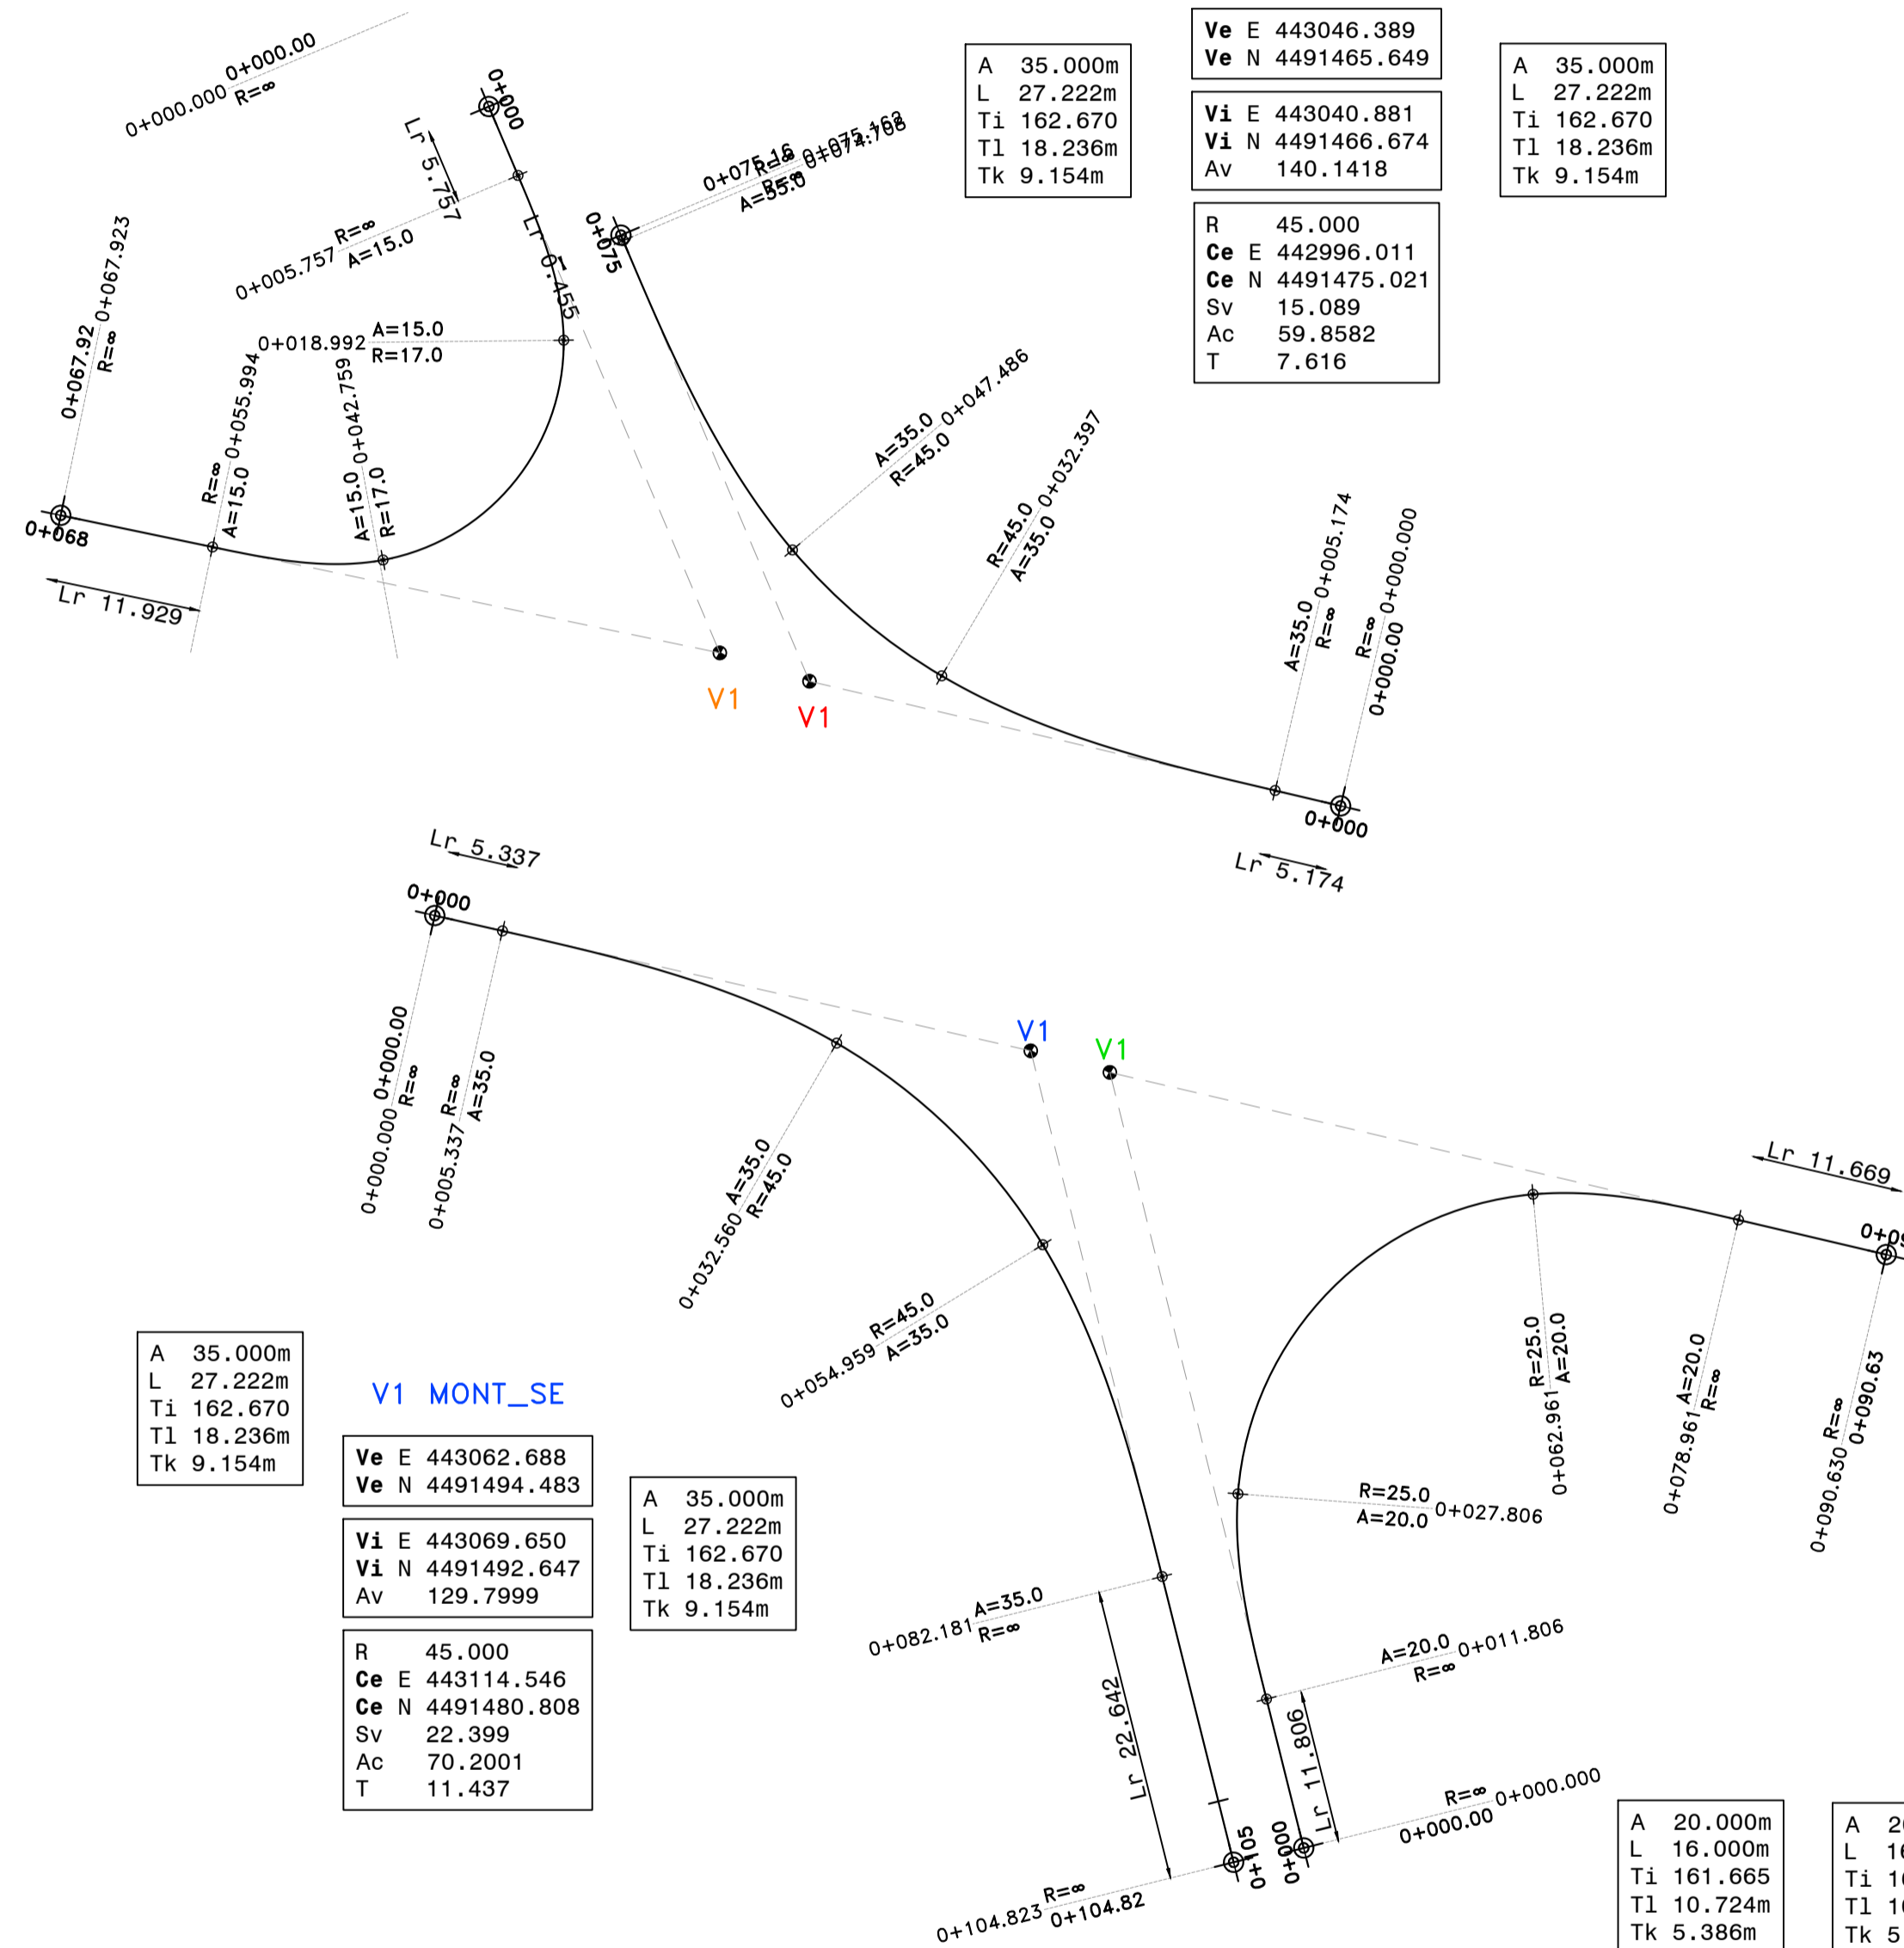 0+000.00
0+000.000
R=∞
0+000
Lr 5.757
R=∞
0+005.757
A=15.0
Lr 0.455
0+075.16
R=∞
0+075.162
0+074.708
R=∞
A=35.0
0+075
0+067.923
0+067.92
R=∞
0+055.994
R=∞
A=15.0
0+018.992
A=15.0
R=17.0
0+042.759
A=15.0
R=17.0
0+068
Lr 11.929
V1
V1
A=35.0
0+047.486
R=45.0
R=45.0
0+032.397
A=35.0
0+005.174
A=35.0
R=∞
0+000.000
R=∞
0+000.00
0+000
Lr 5.174
A 35.000m
L 27.222m
Ti 162.670
Tl 18.236m
Tk 9.154m
Ve E 443046.389
Ve N 4491465.649
Vi E 443040.881
Vi N 4491466.674
Av 140.1418
R 45.000
Ce E 442996.011
Ce N 4491475.021
Sv 15.089
Ac 59.8582
T 7.616
A 35.000m
L 27.222m
Ti 162.670
Tl 18.236m
Tk 9.154m
Lr 5.337
0+000
0+000.00
0+000.000
R=∞
R=∞
0+005.337
A=35.0
A=35.0
0+032.560
R=45.0
V1
V1
R=45.0
0+054.959
A=35.0
A=35.0
0+082.181
R=∞
Lr 22.642
0+105
R=∞
0+104.823
0+104.82
Lr 11.669
R=25.0
A=20.0
0+062.961
A=20.0
0+078.961
R=∞
R=∞
0+090.630
0+090.63
R=25.0
0+027.806
A=20.0
A=20.0
0+011.806
R=∞
Lr 11.806
0+000
R=∞
0+000.000
0+000.00
A 35.000m
L 27.222m
Ti 162.670
Tl 18.236m
Tk 9.154m
V1 MONT_SE
Ve E 443062.688
Ve N 4491494.483
Vi E 443069.650
Vi N 4491492.647
Av 129.7999
R 45.000
Ce E 443114.546
Ce N 4491480.808
Sv 22.399
Ac 70.2001
T 11.437
A 35.000m
L 27.222m
Ti 162.670
Tl 18.236m
Tk 9.154m
A 20.000m
L 16.000m
Ti 161.665
Tl 10.724m
Tk 5.386m
A
L
Ti
Tl
Tk